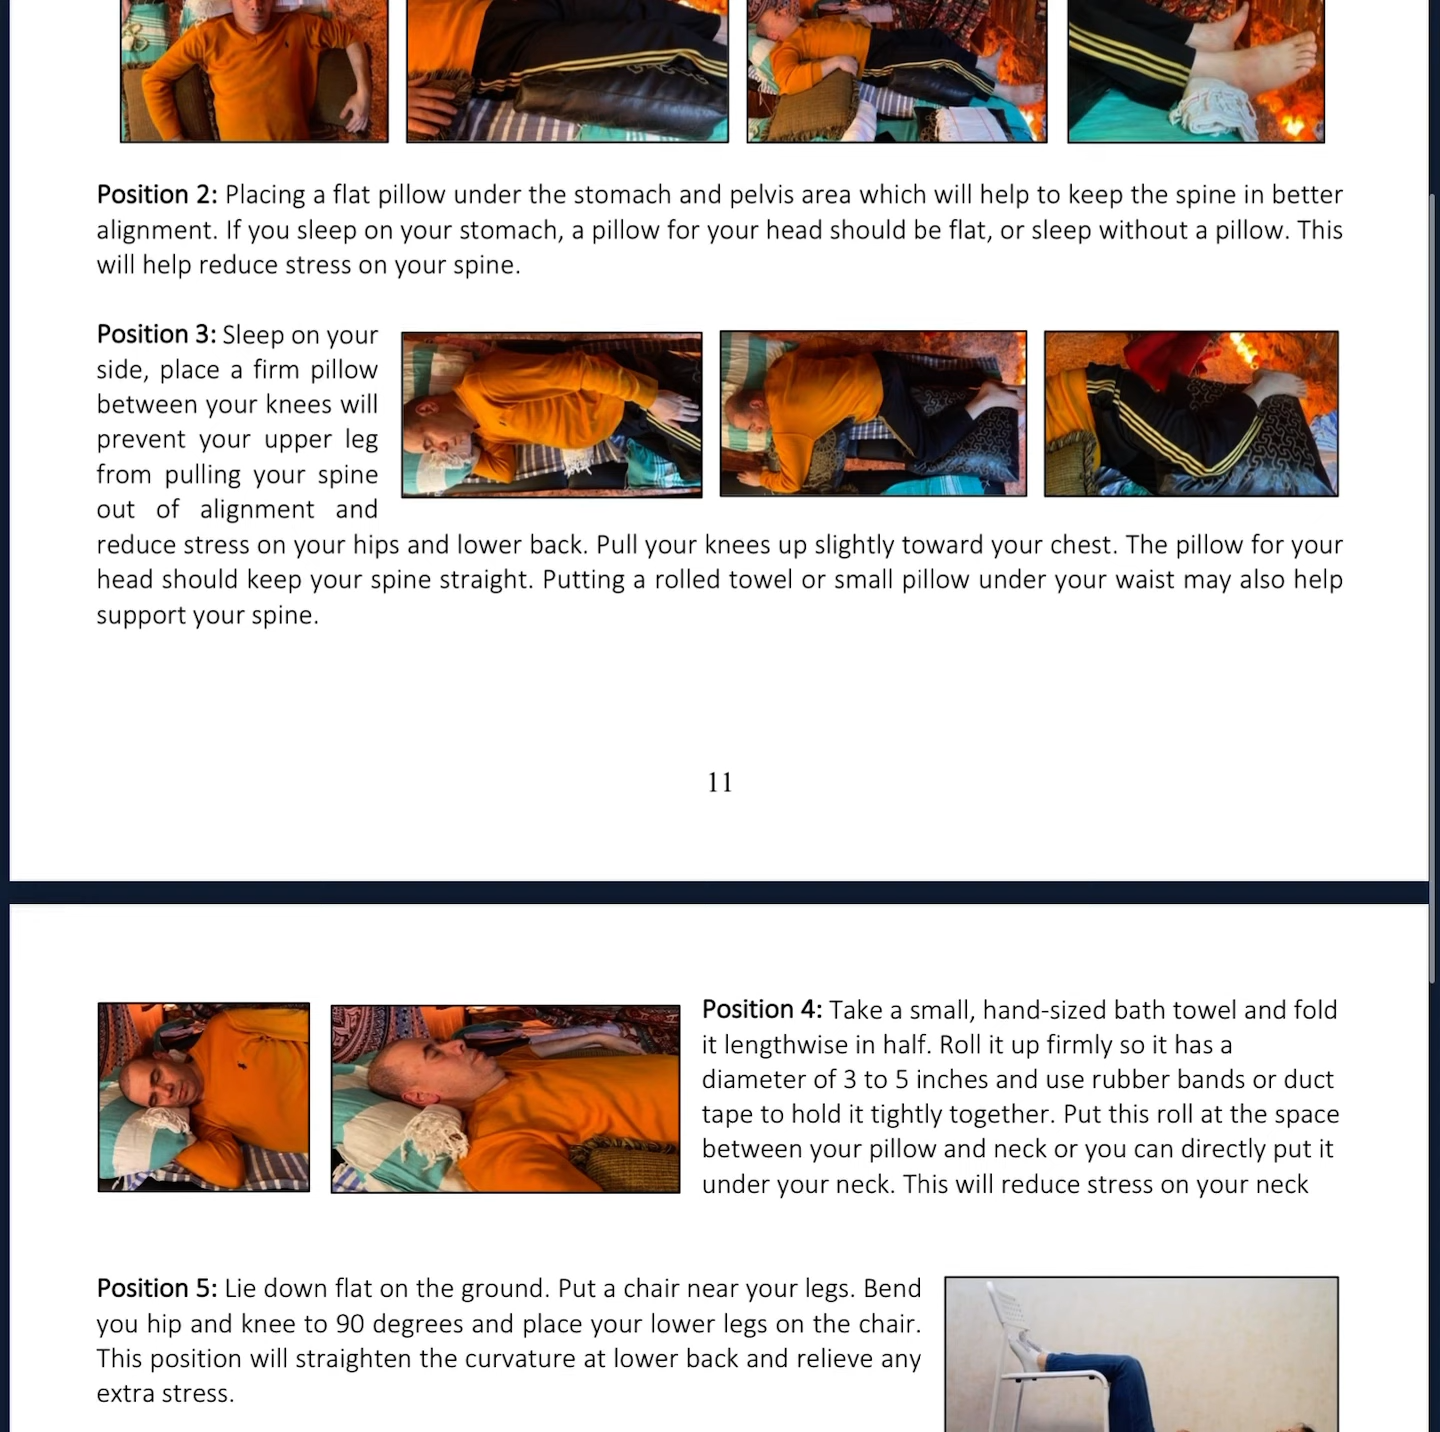 Position 2: Placing a flat pillow under the stomach and pelvis area which will help to keep the spine in better
alignment. If you sleep on your stomach, a pillow for your head should be flat, or sleep without a pillow. This
will help reduce stress on your spine.
Position 3: Sleep on your
side, place a firm pillow
between your knees will
prevent your upper leg
from pulling your spine
out of alignment and
reduce stress on your hips and lower back. Pull your knees up slightly toward your chest. The pillow for your
head should keep your spine straight. Putting a rolled towel or small pillow under your waist may also help
support your spine.
11
Position 4: Take a small, hand-sized bath towel and fold
it lengthwise in half. Roll it up firmly so it has a
diameter of 3 to 5 inches and use rubber bands or duct
tape to hold it tightly together. Put this roll at the space
between your pillow and neck or you can directly put it
under your neck. This will reduce stress on your neck
Position 5: Lie down flat on the ground. Put a chair near your legs. Bend
you hip and knee to 90 degrees and place your lower legs on the chair.
This position will straighten the curvature at lower back and relieve any
extra stress.